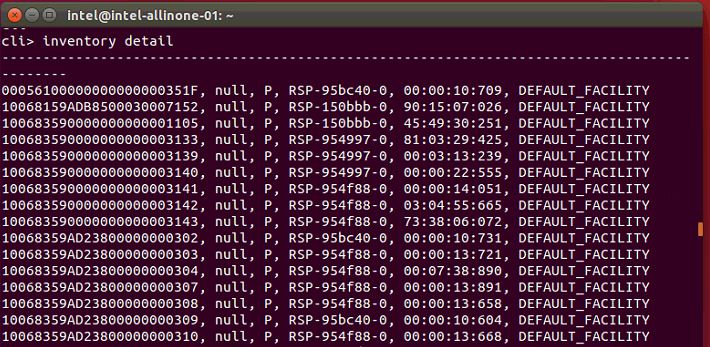 intel@intel-allinone-01: ~
cli> inventory detail
--------------------------------------------------------------------------------
--------
00056100000000000000351F, null, P, RSP-95bc40-0, 00:00:10:709, DEFAULT_FACILITY
10068159ADB8500030007152, null, P, RSP-150bbb-0, 90:15:07:026, DEFAULT_FACILITY
100683590000000000001105, null, P, RSP-150bbb-0, 45:49:30:251, DEFAULT_FACILITY
100683590000000000003133, null, P, RSP-954997-0, 81:03:29:425, DEFAULT_FACILITY
100683590000000000003139, null, P, RSP-954997-0, 00:03:13:239, DEFAULT_FACILITY
100683590000000000003140, null, P, RSP-954997-0, 00:00:22:555, DEFAULT_FACILITY
100683590000000000003141, null, P, RSP-954f88-0, 00:00:14:051, DEFAULT_FACILITY
100683590000000000003142, null, P, RSP-954f88-0, 03:04:55:665, DEFAULT_FACILITY
100683590000000000003143, null, P, RSP-954f88-0, 73:38:06:072, DEFAULT_FACILITY
10068359AD23800000000302, null, P, RSP-95bc40-0, 00:00:10:731, DEFAULT_FACILITY
10068359AD23800000000303, null, P, RSP-954f88-0, 00:00:13:721, DEFAULT_FACILITY
10068359AD23800000000304, null, P, RSP-954f88-0, 00:07:38:890, DEFAULT_FACILITY
10068359AD23800000000307, null, P, RSP-954f88-0, 00:00:13:891, DEFAULT_FACILITY
10068359AD23800000000308, null, P, RSP-954f88-0, 00:00:13:658, DEFAULT_FACILITY
10068359AD23800000000309, null, P, RSP-95bc40-0, 00:00:10:604, DEFAULT_FACILITY
10068359AD23800000000310, null, P, RSP-954f88-0, 00:00:13:668, DEFAULT_FACILITY